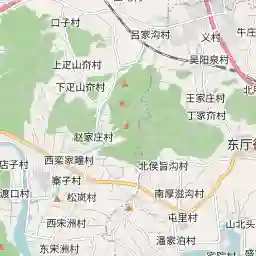 口子村
吕家沟村
义村
牛庄
吴阳泉村
上疋山夼村
下疋山夼村
王家庄村
北
丁家夼村
赵家庄村
东厅街
西栾家疃村
北侯旨沟村
店子村
寨子村
渡口村
松岚村
南厚滋沟村
屯里村
山北头
西宋洲村
潘家泊村
东宋洲村